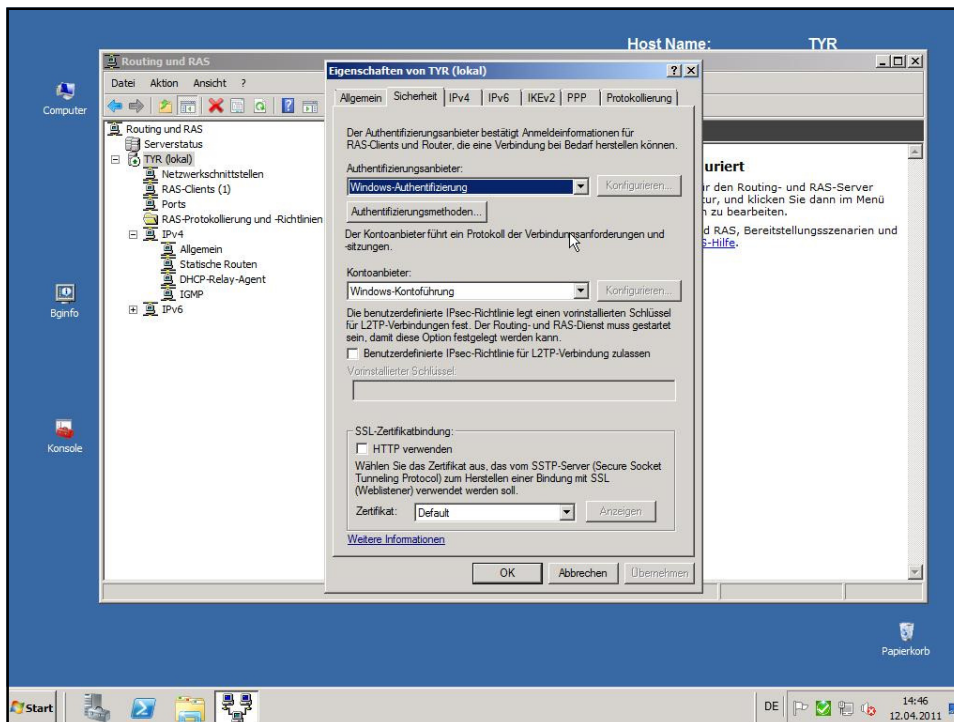 Host Name: TYR
Computer
Bginfo
Konsole
Papierkorb
Routing und RAS
Datei Aktion Ansicht ?
Routing und RAS
Serverstatus
TYR (lokal)
Netzwerkschnittstellen
RAS-Clients (1)
Ports
RAS-Protokollierung und -Richtlinien
IPv4
Allgemein
Statische Routen
DHCP-Relay-Agent
IGMP
IPv6
Eigenschaften von TYR (lokal)
Allgemein Sicherheit IPv4 IPv6 IKEv2 PPP Protokollierung
Der Authentifizierungsanbieter bestätigt Anmeldeinformationen für
RAS-Clients und Router, die eine Verbindung bei Bedarf herstellen können.
Authentifizierungsanbieter:
Windows-Authentifizierung Konfigurieren...
Authentifizierungsmethoden...
Der Kontoanbieter führt ein Protokoll der Verbindungsanforderungen und
-sitzungen.
Kontoanbieter:
Windows-Kontoführung Konfigurieren...
Die benutzerdefinierte IPsec-Richtlinie legt einen vorinstallierten Schlüssel
für L2TP-Verbindungen fest. Der Routing- und RAS-Dienst muss gestartet
sein, damit diese Option festgelegt werden kann.
Benutzerdefinierte IPsec-Richtlinie für L2TP-Verbindung zulassen
Vorinstallierter Schlüssel:
SSL-Zertifikatbindung:
HTTP verwenden
Wählen Sie das Zertifikat aus, das vom SSTP-Server (Secure Socket
Tunneling Protocol) zum Herstellen einer Bindung mit SSL
(Weblistener) verwendet werden soll.
Zertifikat: Default Anzeigen
Weitere Informationen
OK Abbrechen Übernehmen
uriert
den Routing- und RAS-Server
tur, und klicken Sie dann im Menü
n zu bearbeiten.
d RAS, Bereitstellungsszenarien und
S-Hilfe.
Start
DE
14:46
12.04.2011